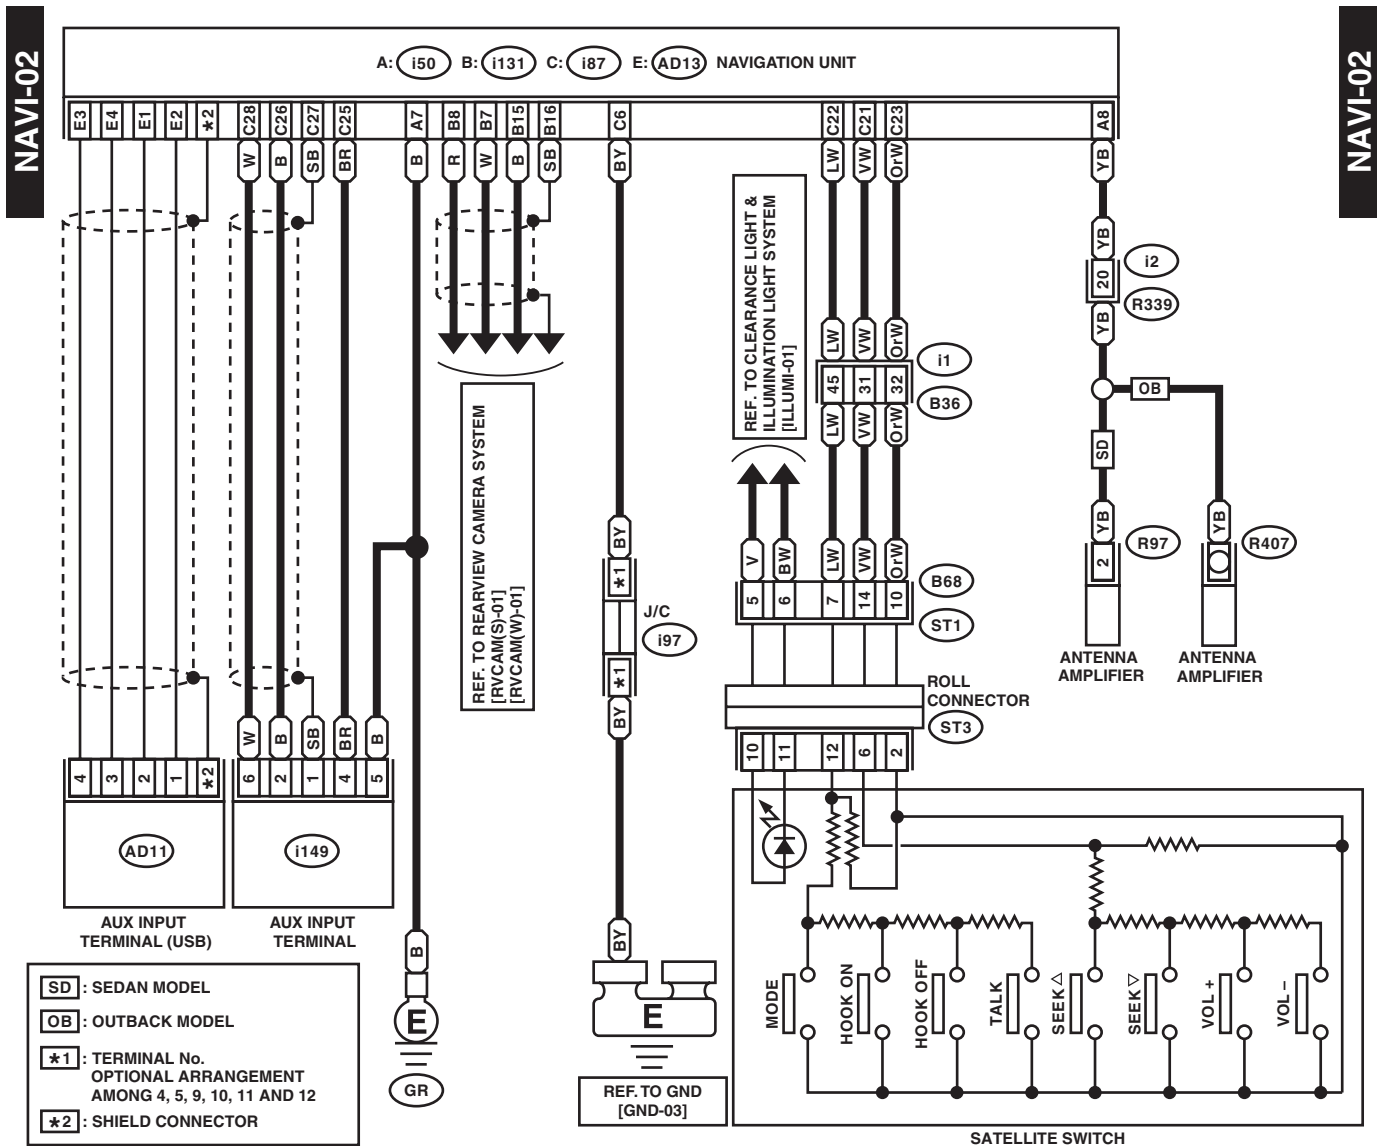 NAVI-02
NAVI-02
A: i50 B: i131 C: i87 E: AD13 NAVIGATION UNIT
E3 E4 E1 E2 *2 C28 C26 C27 C25 A7 B8 B7 B15 B16 C6 C22 C21 C23 A8
W B SB BR B R W B SB BY LW VW OrW YB
REF. TO CLEARANCE LIGHT &
ILLUMINATION LIGHT SYSTEM
[ILLUMI-01]
YB
20
i2
R339
YB
LW VW OrW
45 31 32
i1
B36
LW VW OrW
OB
SD
REF. TO REARVIEW CAMERA SYSTEM
[RVCAM(S)-01]
[RVCAM(W)-01]
BY
*1
J/C
i97
*1
BY
V BW LW VW OrW
5 6 7 14 10
B68
ST1
YB
2
R97
YB
R407
ANTENNA
AMPLIFIER
ANTENNA
AMPLIFIER
ROLL
CONNECTOR
ST3
10 11 12 6 2
W B SB BR B
4 3 2 1 *2 6 2 1 4 5
AD11
i149
AUX INPUT
TERMINAL (USB)
AUX INPUT
TERMINAL
B
E
GR
BY
E
REF. TO GND
[GND-03]
MODE
HOOK ON
HOOK OFF
TALK
SEEK △
SEEK ▽
VOL +
VOL –
SATELLITE SWITCH
SD : SEDAN MODEL
OB : OUTBACK MODEL
*1 : TERMINAL No.
OPTIONAL ARRANGEMENT
AMONG 4, 5, 9, 10, 11 AND 12
*2 : SHIELD CONNECTOR